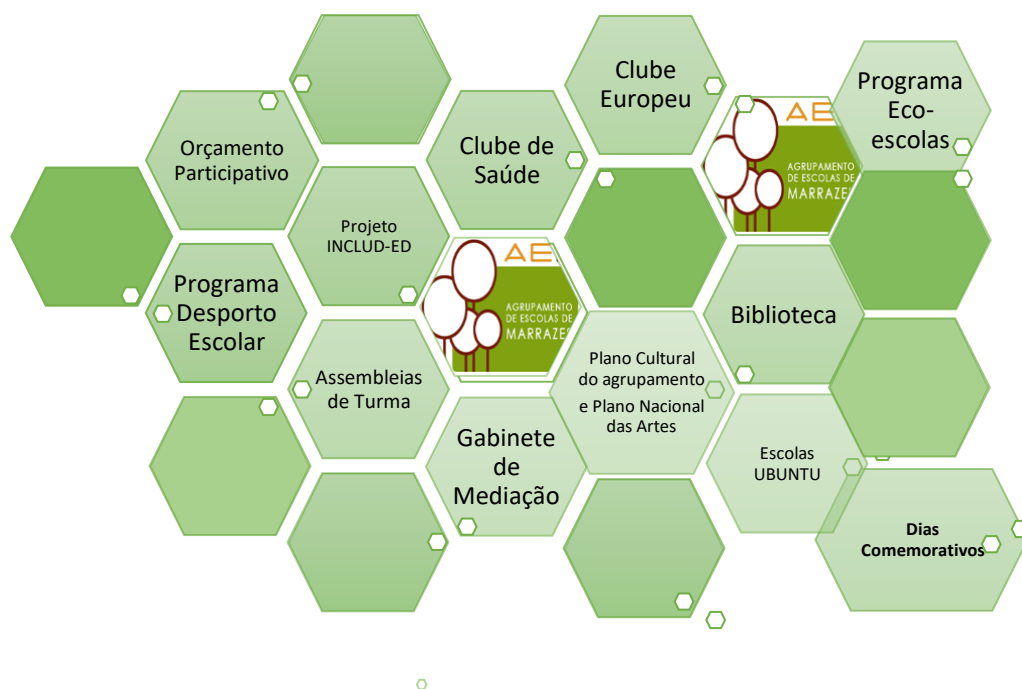 Clube
Europeu
Programa
Eco-
escolas
Orçamento
Participativo
Clube de
Saúde
AE
AGRUPAMENTO
DE ESCOLAS DE
MARRAZES
Projeto
INCLUD-ED
AE
AGRUPAMENTO
DE ESCOLAS DE
MARRAZES
Programa
Desporto
Escolar
Biblioteca
Assembleias
de Turma
Plano Cultural
do agrupamento
e Plano Nacional
das Artes
Gabinete
de
Mediação
Escolas
UBUNTU
Dias
Comemorativos